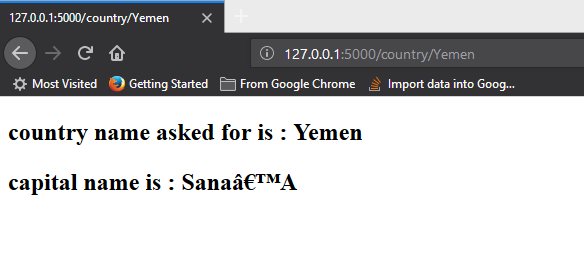 127.0.0.1:5000/country/Yemen
127.0.0.1:5000/country/Yemen
Most Visited Getting Started From Google Chrome Import data into Goog...
country name asked for is : Yemen
capital name is : Sanaâ€™A